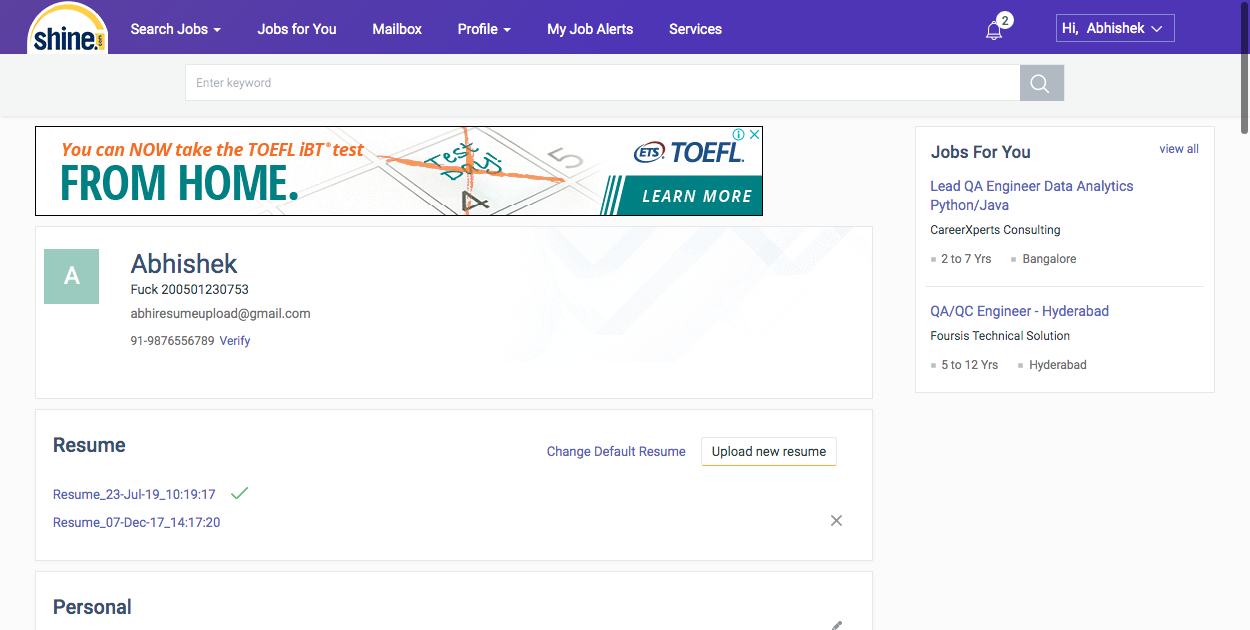 shine.com
Search Jobs
Jobs for You
Mailbox
Profile
My Job Alerts
Services
2
Hi, Abhishek
Enter keyword
You can NOW take the TOEFL iBT® test
FROM HOME.
Test
Day
4
5
ETS® TOEFL®
LEARN MORE
A
Abhishek
Fuck 200501230753
abhiresumeupload@gmail.com
91-9876556789 Verify
Resume
Change Default Resume
Upload new resume
Resume_23-Jul-19_10:19:17
Resume_07-Dec-17_14:17:20
Personal
Jobs For You
view all
Lead QA Engineer Data Analytics
Python/Java
CareerXperts Consulting
2 to 7 Yrs Bangalore
QA/QC Engineer - Hyderabad
Foursis Technical Solution
5 to 12 Yrs Hyderabad